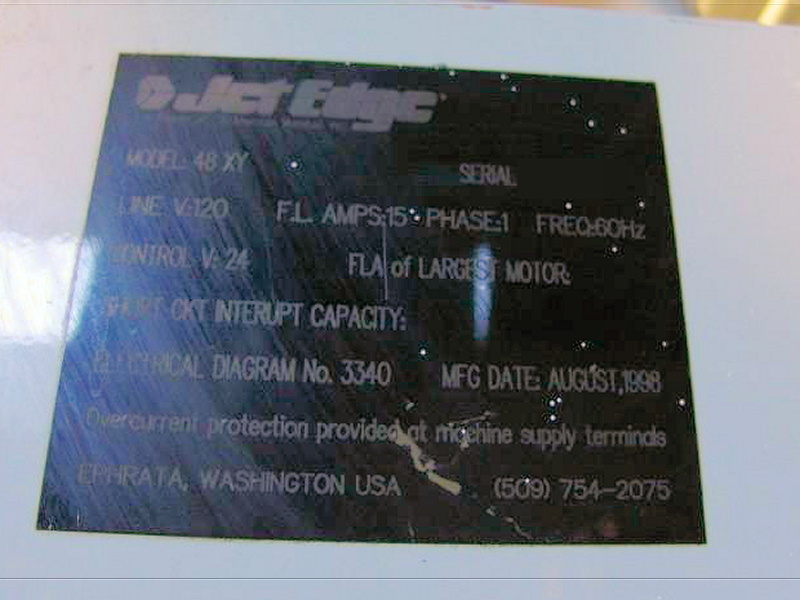 Jet Edge
MODEL: 48 XY SERIAL
LINE V:120 F.L. AMPS:15 PHASE:1 FREQ:60Hz
CONTROL V: 24 FLA of LARGEST MOTOR:
SHORT CKT INTERUPT CAPACITY:
ELECTRICAL DIAGRAM No. 3340 MFG DATE: AUGUST,1998
Overcurrent protection provided at machine supply terminals
EPHRATA, WASHINGTON USA (509) 754-2075